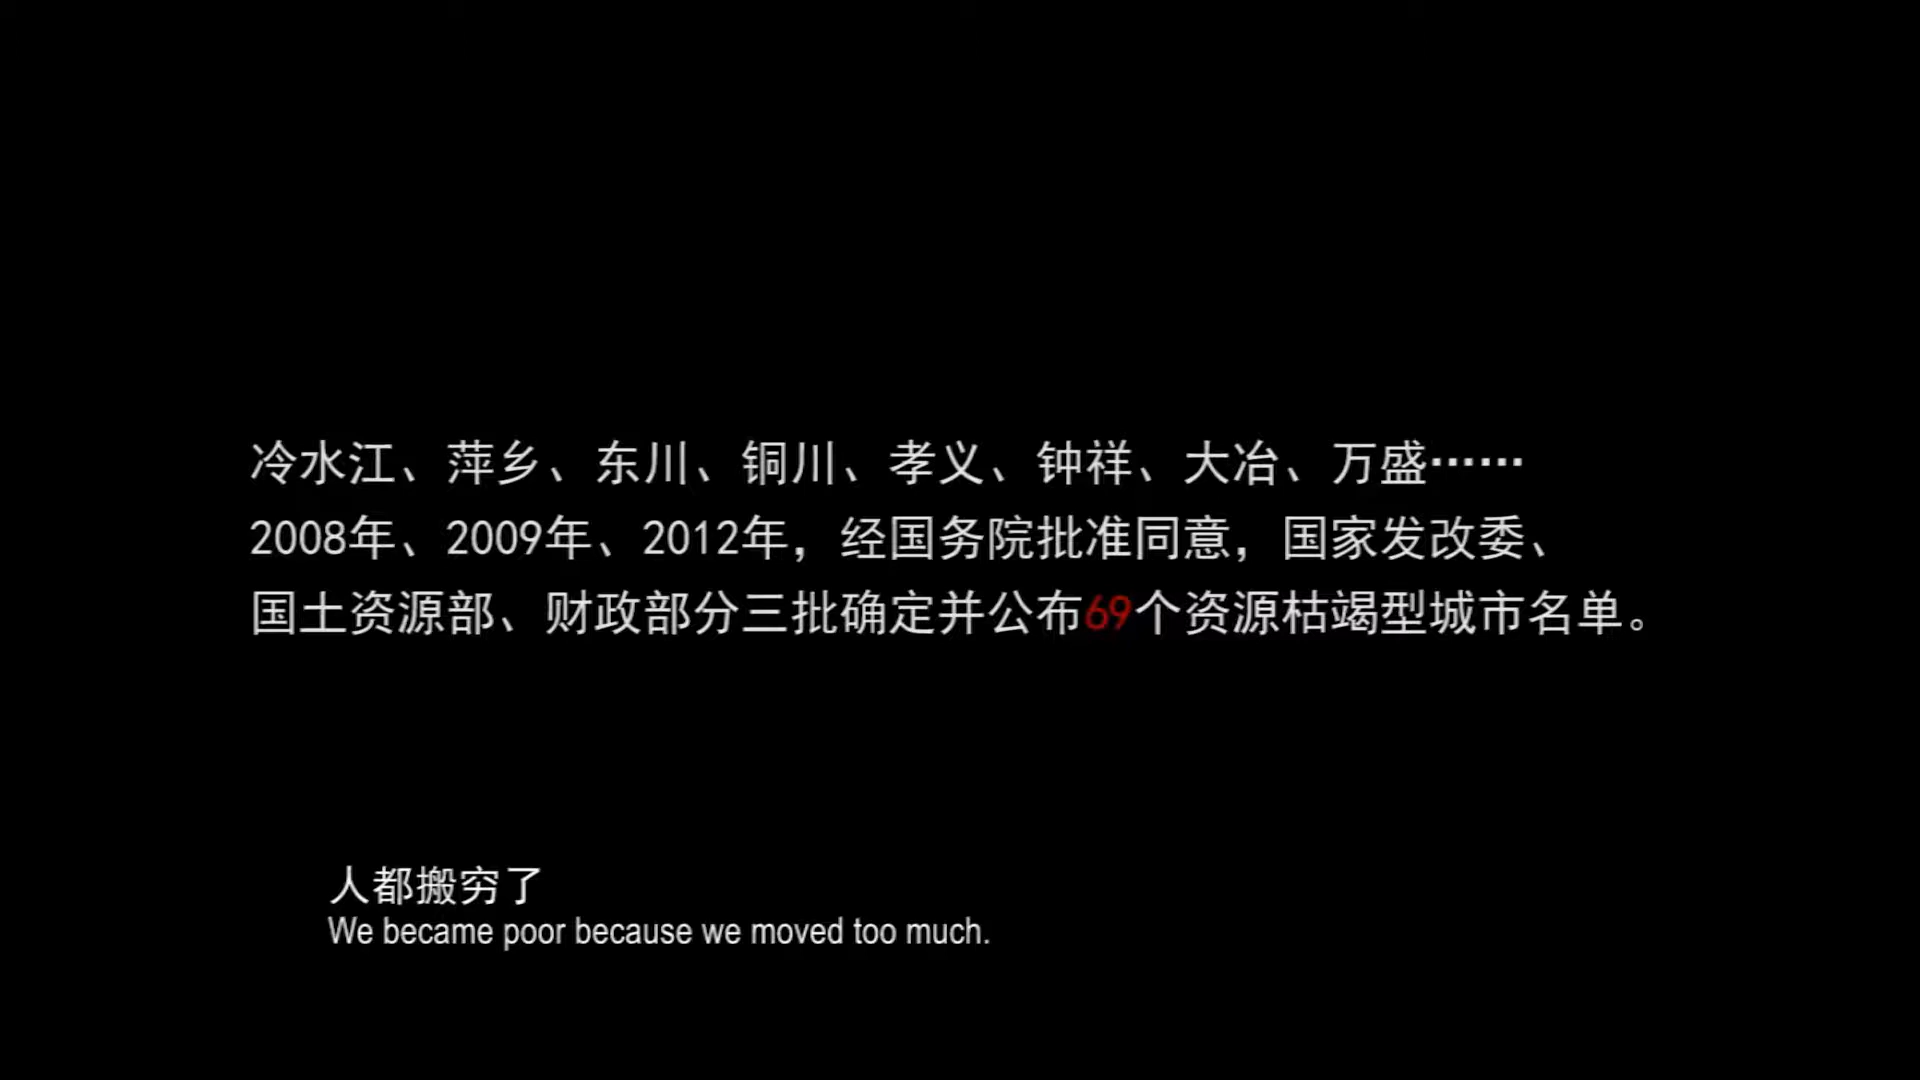 冷水江、萍乡、东川、铜川、孝义、钟祥、大冶、万盛……
2008年、2009年、2012年，经国务院批准同意，国家发改委、
国土资源部、财政部分三批确定并公布69个资源枯竭型城市名单。
人都搬穷了
We became poor because we moved too much.